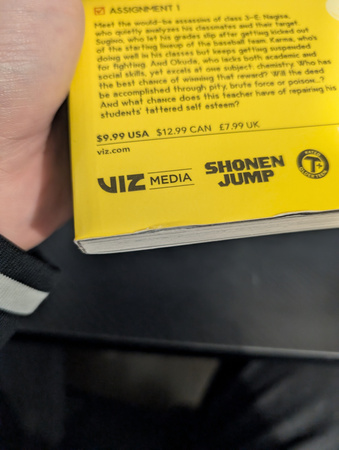 ASSIGNMENT 1
Meet the would-be assassins of class 3-E: Nagisa,
who quietly analyzes his classmates and their target.
Sugino, who let his grades slip after getting kicked out
of the starting lineup of the baseball team. Karma, who's
doing well in his classes but keeps getting suspended
for fighting. And Okuda, who lacks both academic and
social skills, yet excels at one subject: chemistry. Who has
the best chance of winning that reward? Will the deed
be accomplished through pity, brute force or poison...?
And what chance does this teacher have of repairing his
students' tattered self esteem?
$9.99 USA $12.99 CAN £7.99 UK
viz.com
VIZ MEDIA
SHONEN
JUMP
RATED
T+
OLDER TEEN